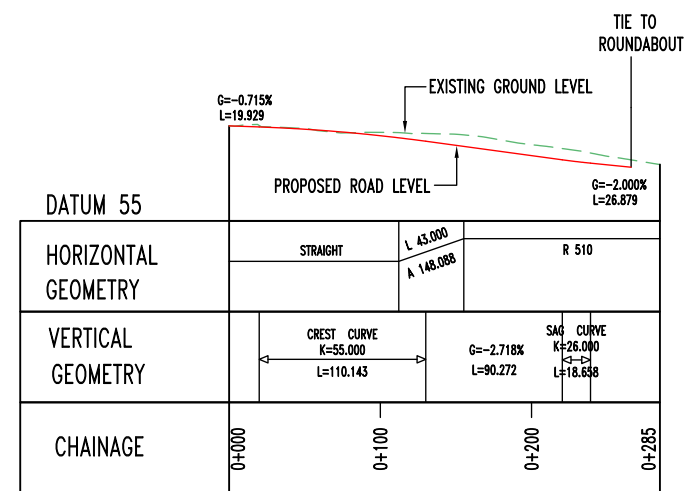 TIE TO
ROUNDABOUT
G=-0.715%
L=19.929
EXISTING GROUND LEVEL
PROPOSED ROAD LEVEL
G=-2.000%
L=26.879
DATUM 55
HORIZONTAL
GEOMETRY
STRAIGHT
L 43.000
A 148.088
R 510
VERTICAL
GEOMETRY
CREST CURVE
K=55.000
L=110.143
G=-2.718%
L=90.272
SAG CURVE
K=26.000
L=18.658
CHAINAGE
0+000
0+100
0+200
0+285